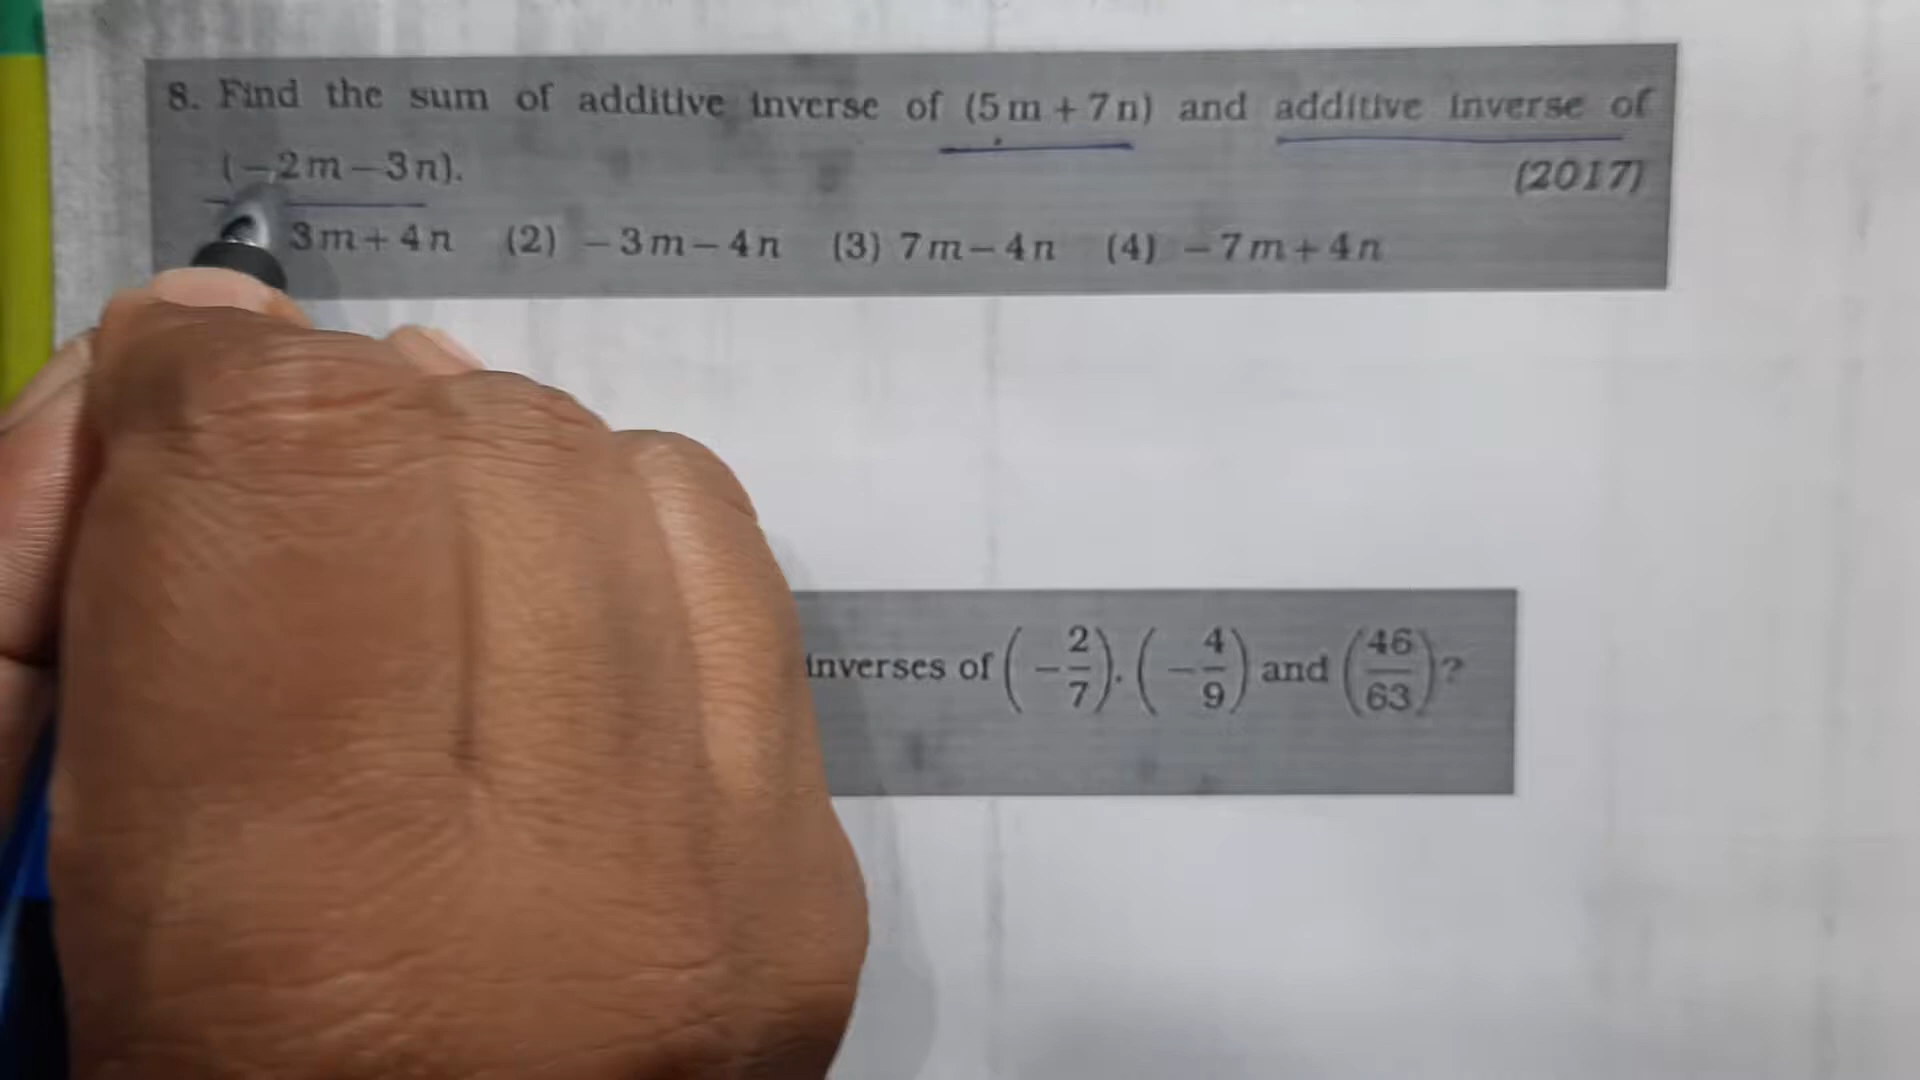 8. Find the sum of additive inverse of (5m + 7n) and additive inverse of
(−2m−3n).
(2017)
3m+4n (2) −3m−4n (3) 7m−4n (4) −7m+4n
inverses of (−2/7), (−4/9) and (46/63)?